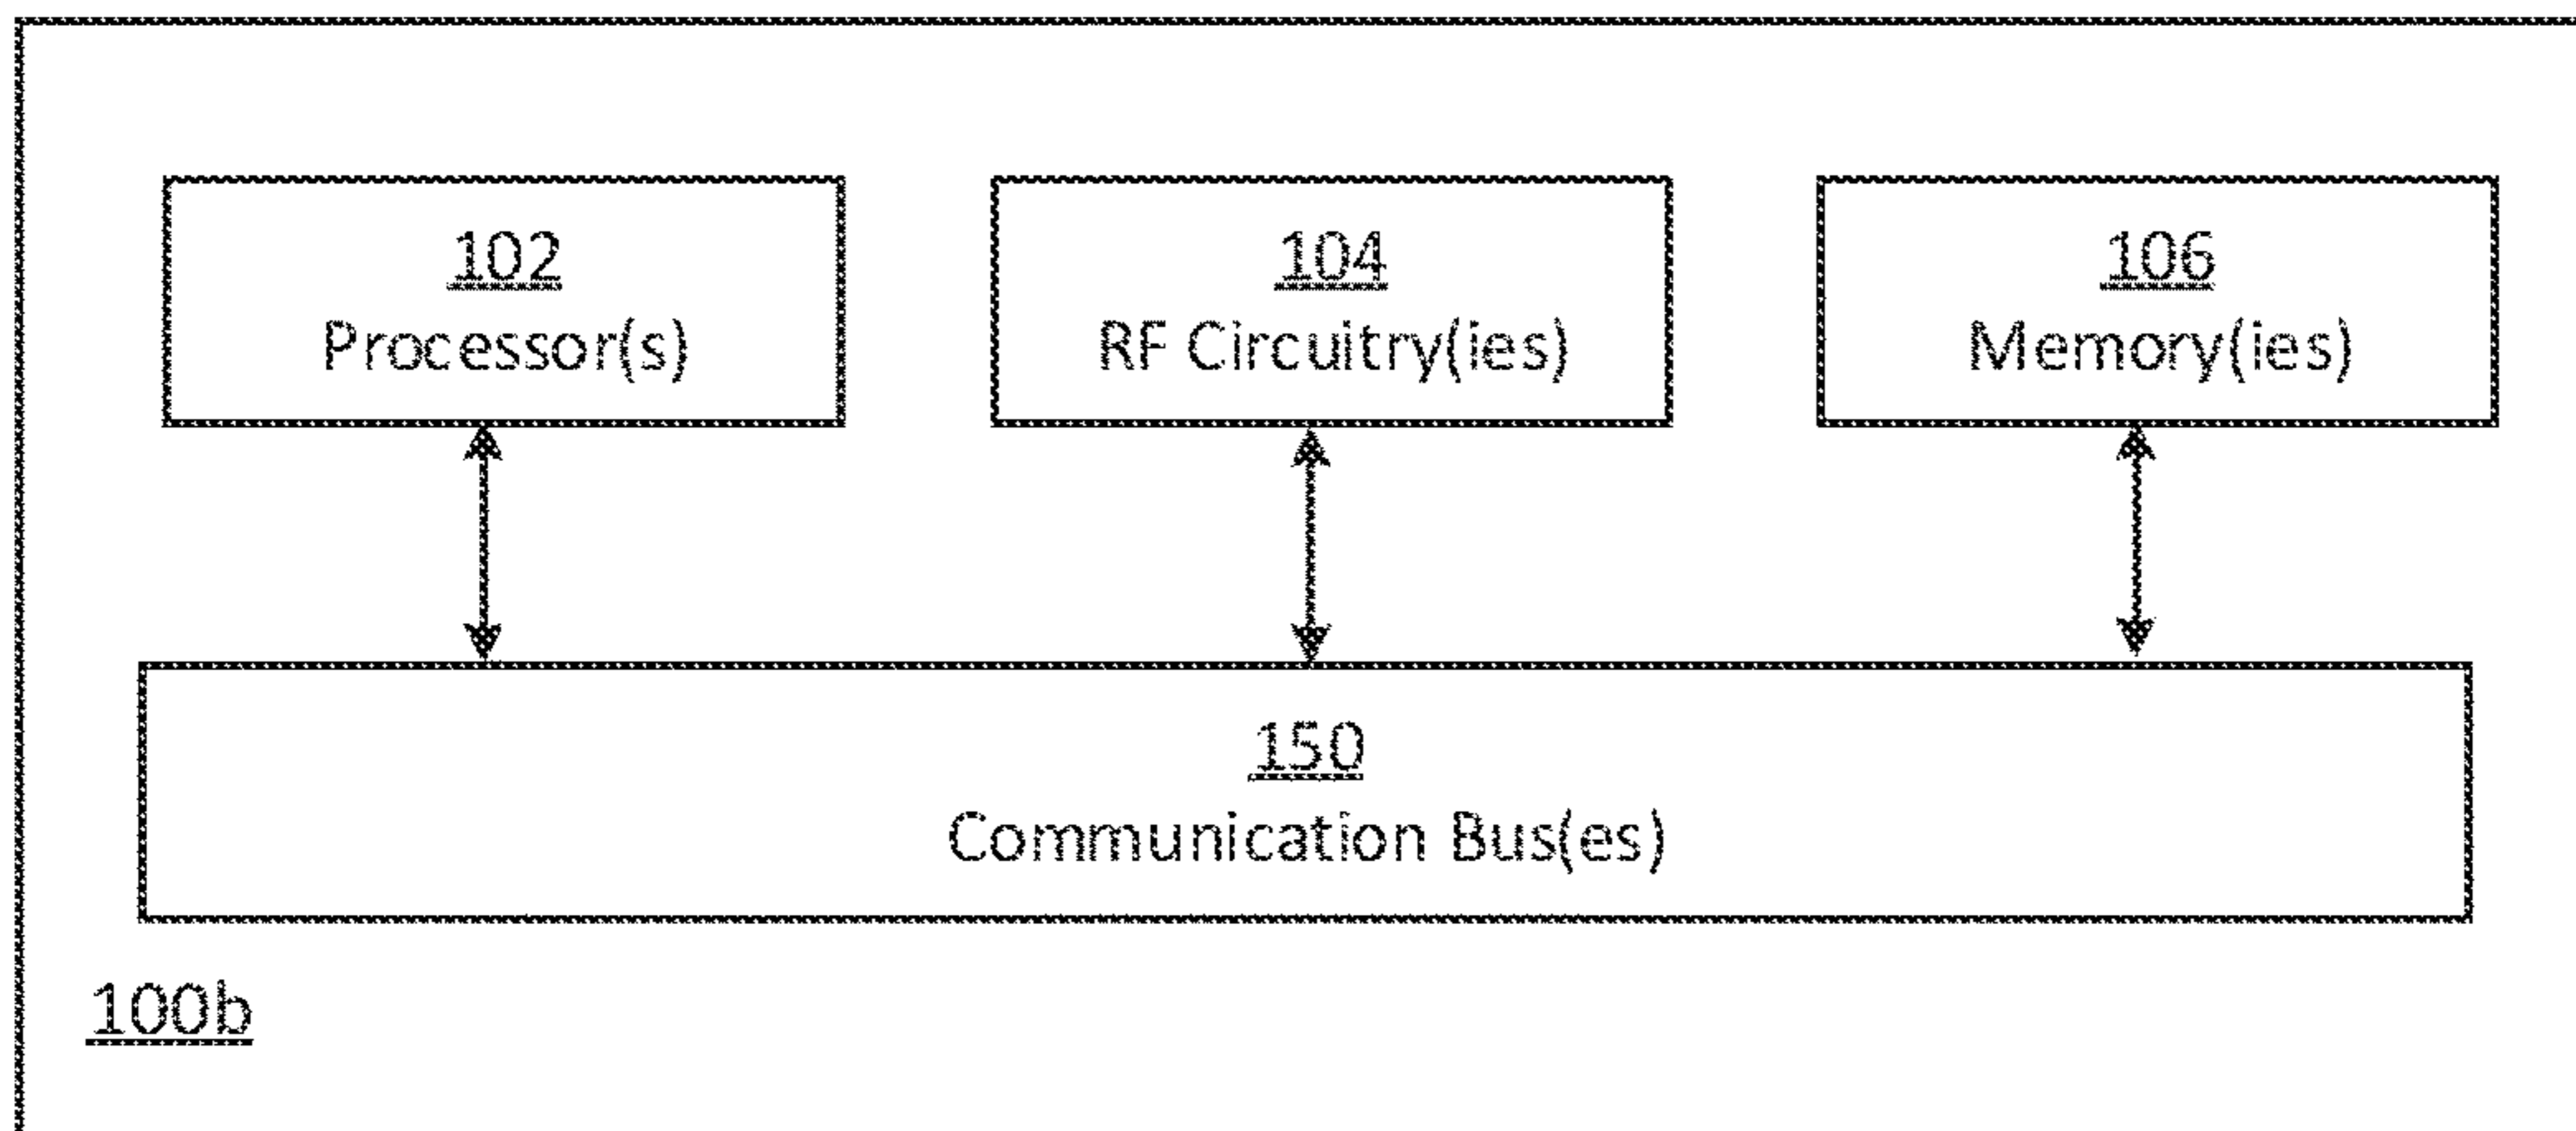 102
Processor(s)
104
RF Circuitry(ies)
106
Memory(ies)
150
Communication Bus(es)
100b